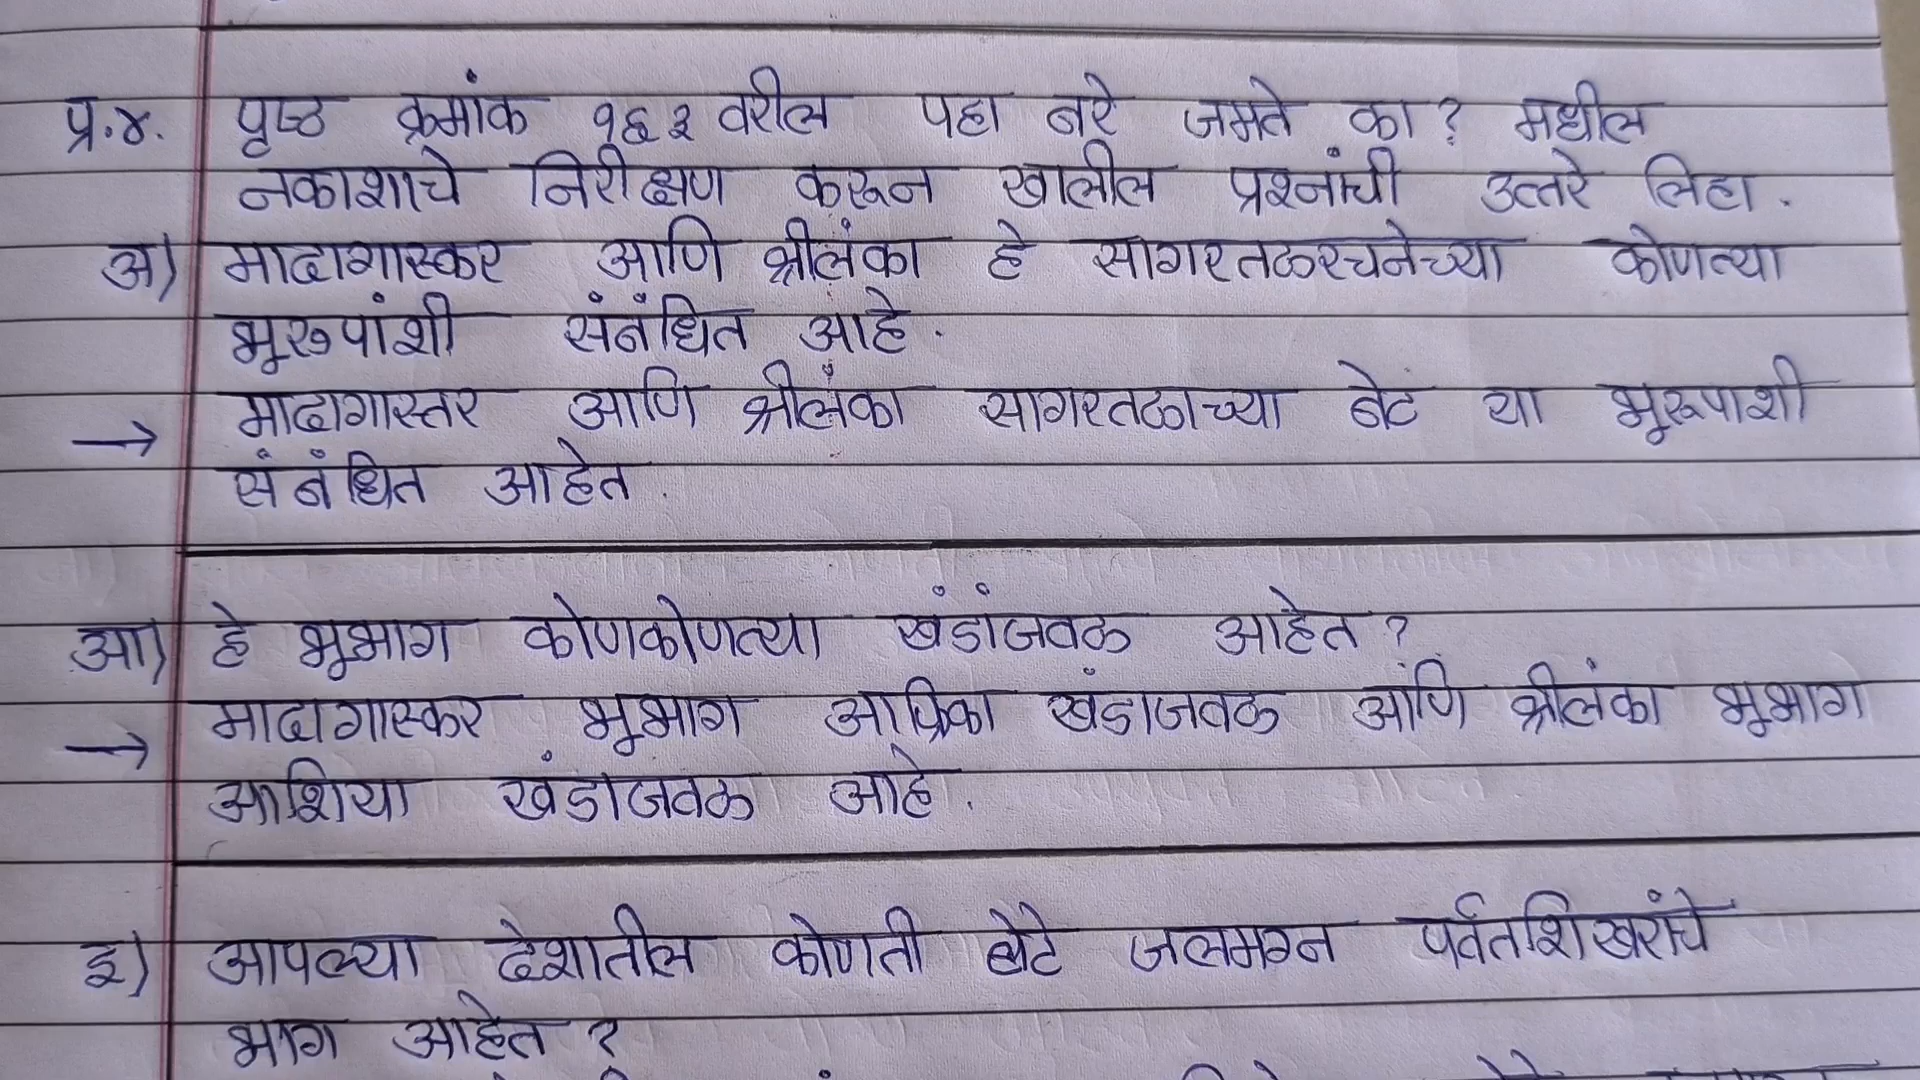 प्र.४. पृष्ठ क्रमांक १६३ वरील पहा बरे जमते का? मधील
नकाशाचे निरीक्षण करून खालील प्रश्नांची उत्तरे लिहा.
अ) मादागास्कर आणि श्रीलंका हे सागरतळरचनेच्या कोणत्या
भूरूपांशी संबंधित आहे.
→ मादागास्तर आणि श्रीलंका सागरतळाच्या बेट या भूरूपाशी
संबंधित आहेत.
आ) हे भूभाग कोणकोणत्या खंडांजवळ आहेत?
→ मादागास्कर भूभाग आफ्रिका खंडाजवळ आणि श्रीलंका भूभाग
आशिया खंडाजवळ आहे.
इ) आपल्या देशातील कोणती बेटे जलमग्न पर्वतशिखरांचे
भाग आहेत?